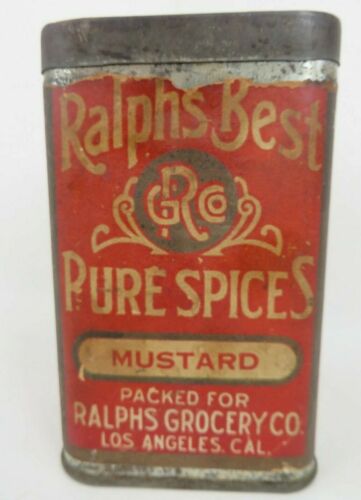 Ralphs Best
GRCo
PURE SPICES
MUSTARD
PACKED FOR
RALPHS GROCERY CO.
LOS ANGELES. CAL.